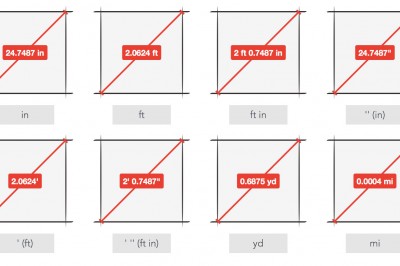 24.7487 in
2.0624 ft
2 ft 0.7487 in
24.7487"
in
ft
ft in
" (in)
2.0624'
2' 0.7487"
0.6875 yd
0.0004 mi
' (ft)
' " (ft in)
yd
mi